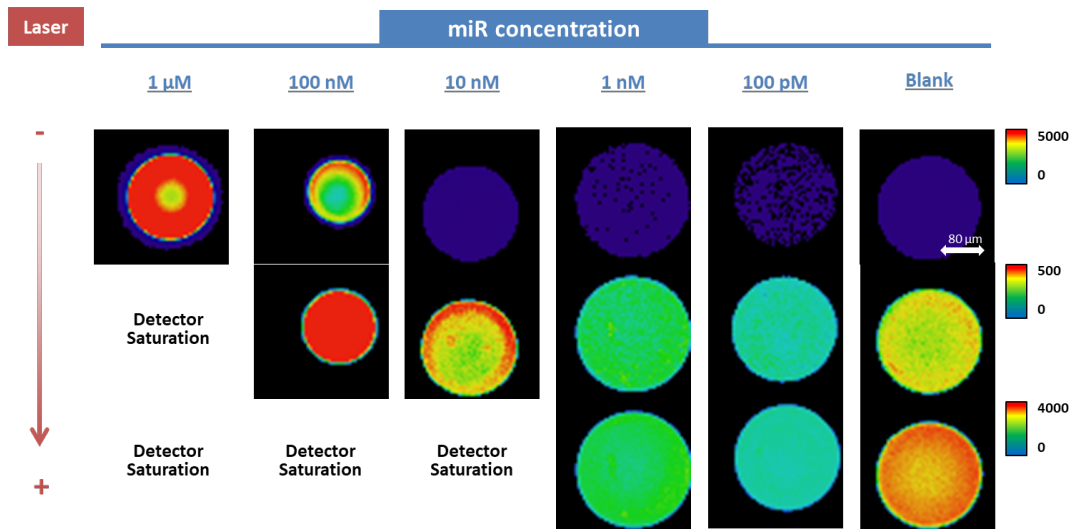 Laser
miR concentration
1 µM
100 nM
10 nM
1 nM
100 pM
Blank
-
5000
0
80 µm
500
0
Detector
Saturation
4000
0
Detector
Saturation
Detector
Saturation
Detector
Saturation
+